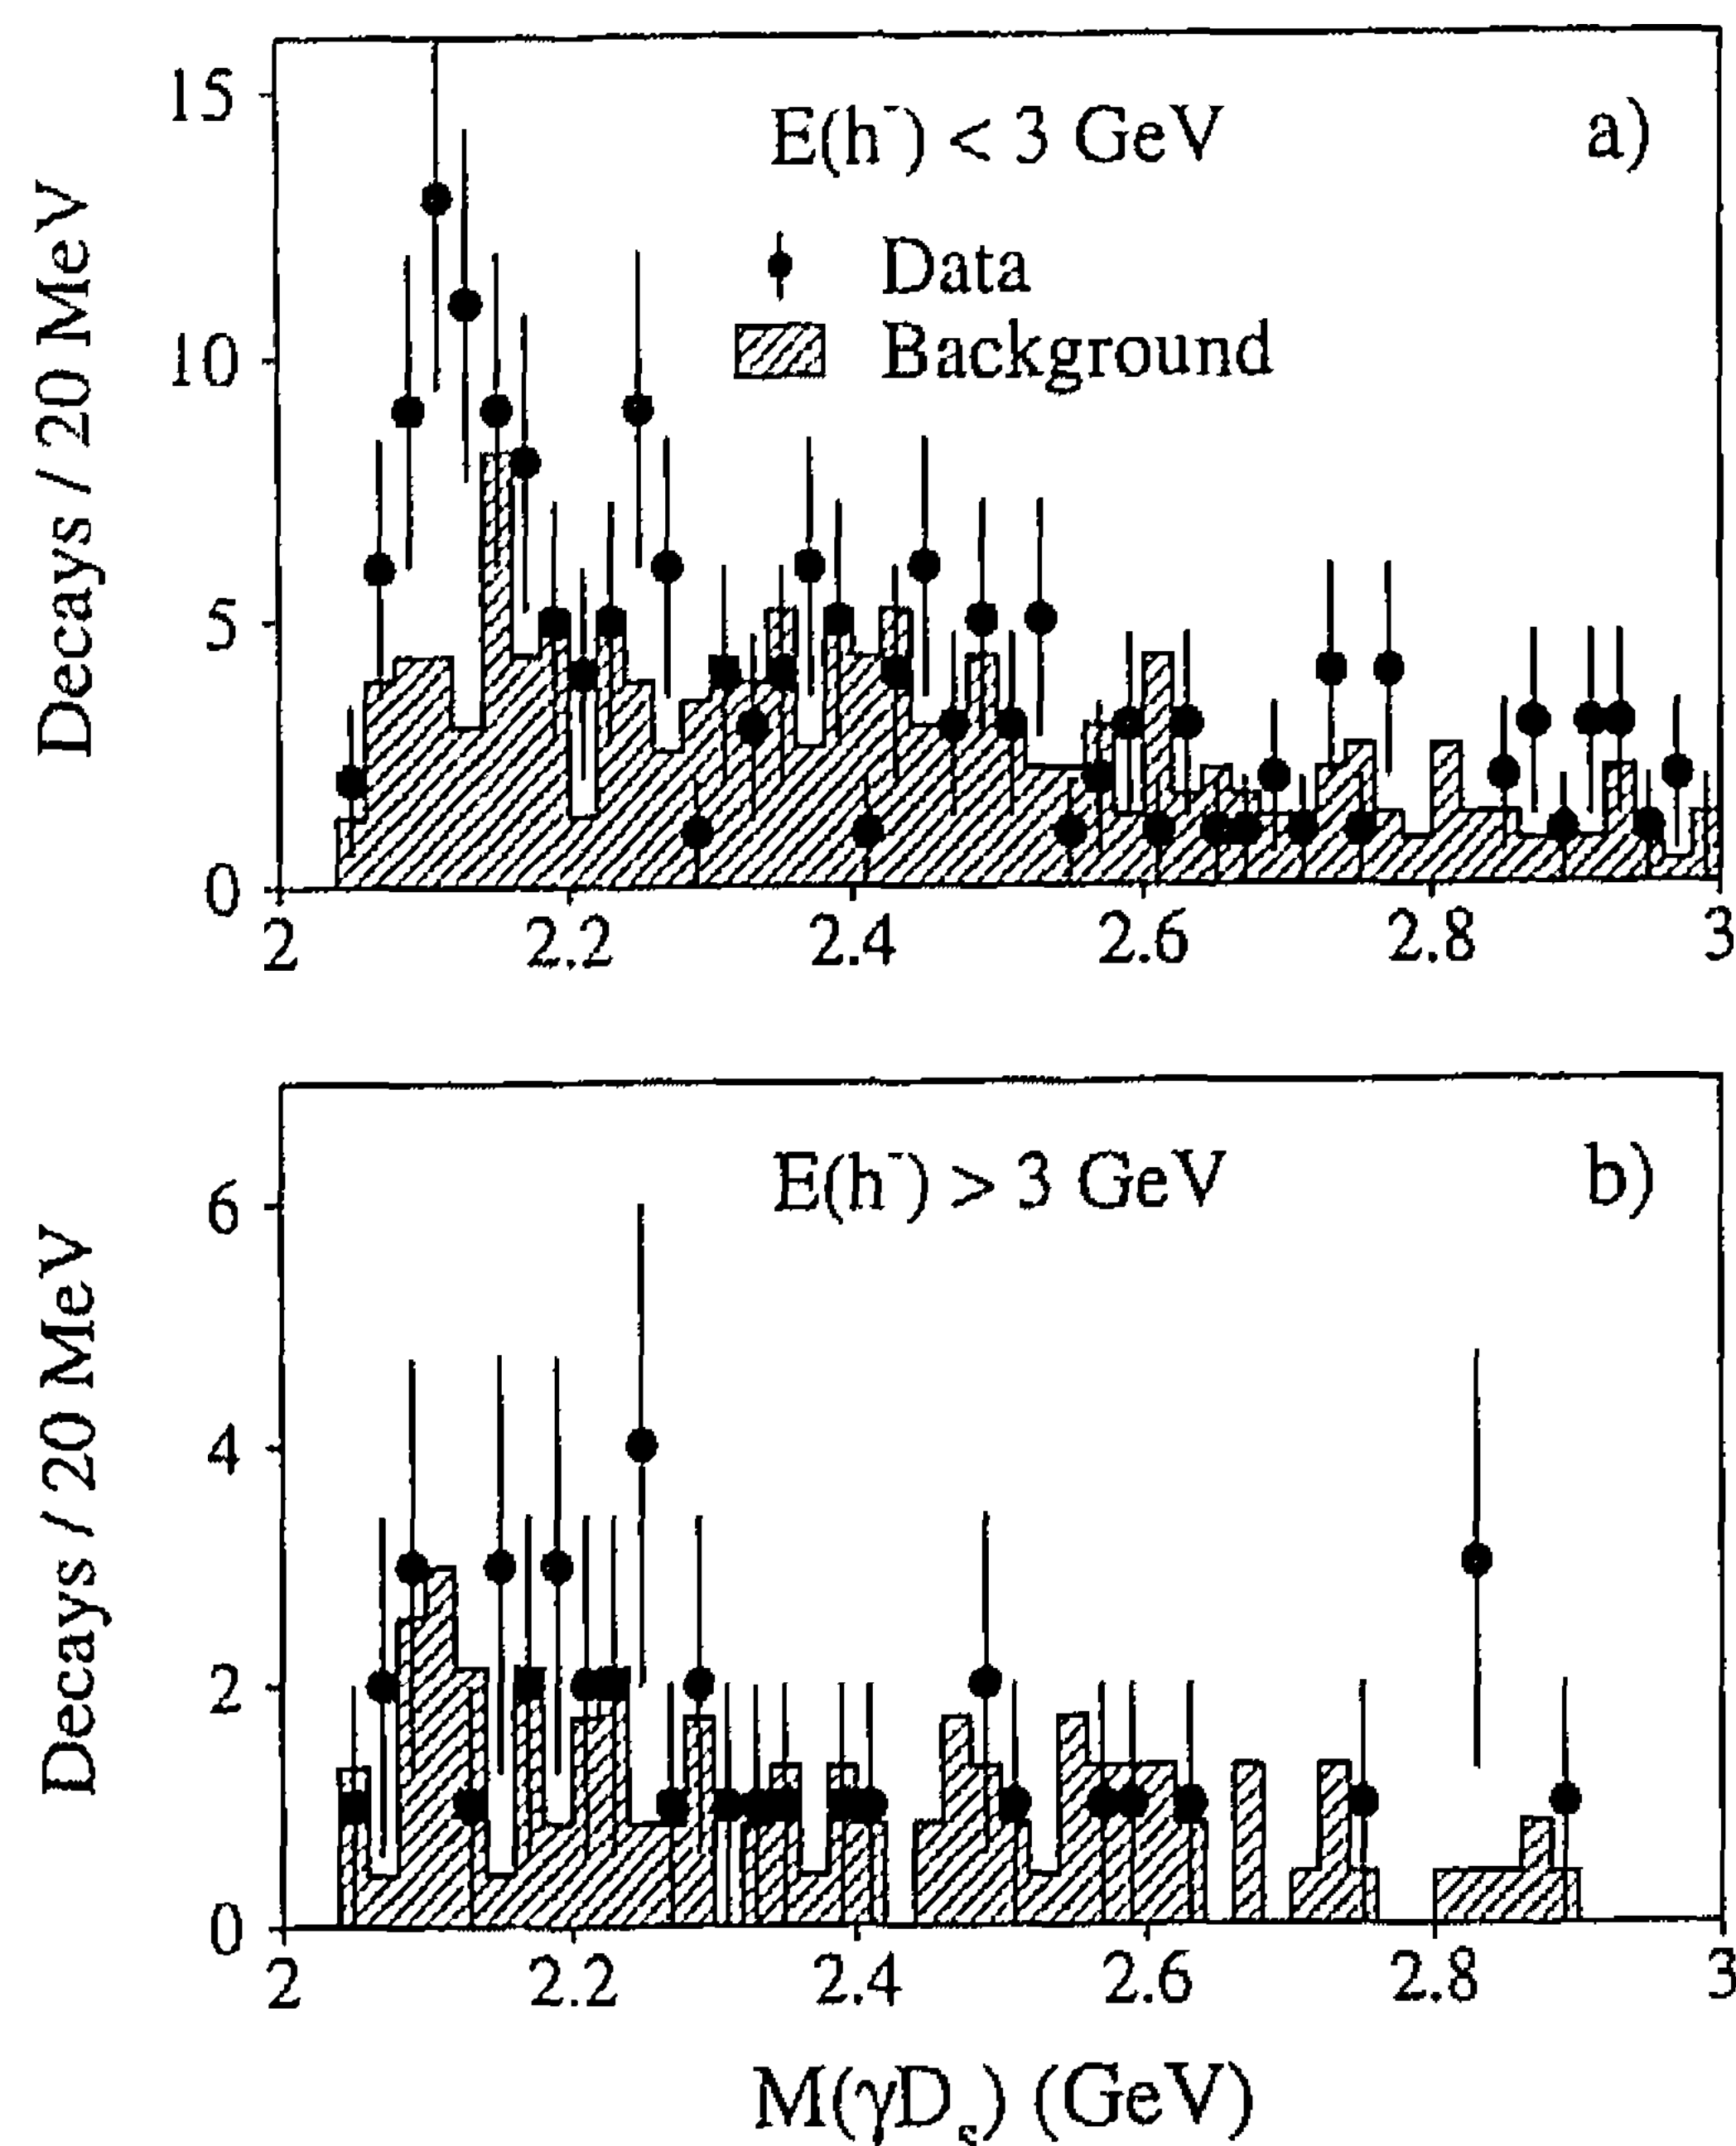 Decays / 20 MeV
15
10
5
0
E(h⁻) < 3 GeV
a)
Data
Background
2 2.2 2.4 2.6 2.8 3
Decays / 20 MeV
6
4
2
0
E(h⁻) > 3 GeV
b)
2 2.2 2.4 2.6 2.8 3
M(γDₛ) (GeV)